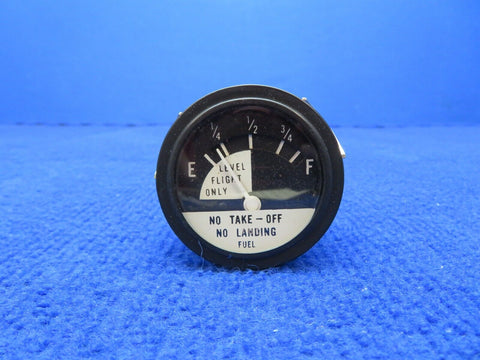 1/4 1/2 3/4
E F
LEVEL
FLIGHT
ONLY
NO TAKE-OFF
NO LANDING
FUEL